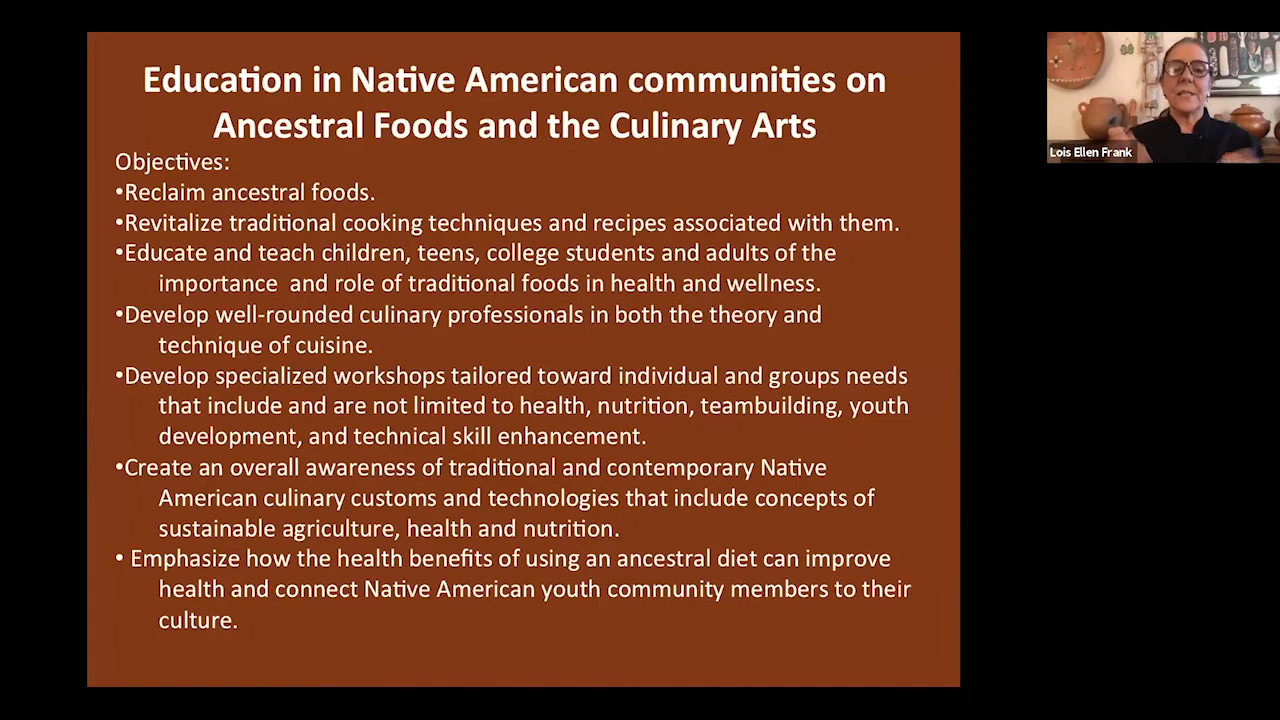 Education in Native American communities on
Ancestral Foods and the Culinary Arts
Objectives:
•Reclaim ancestral foods.
•Revitalize traditional cooking techniques and recipes associated with them.
•Educate and teach children, teens, college students and adults of the
importance  and role of traditional foods in health and wellness.
•Develop well-rounded culinary professionals in both the theory and
technique of cuisine.
•Develop specialized workshops tailored toward individual and groups needs
that include and are not limited to health, nutrition, teambuilding, youth
development, and technical skill enhancement.
•Create an overall awareness of traditional and contemporary Native
American culinary customs and technologies that include concepts of
sustainable agriculture, health and nutrition.
• Emphasize how the health benefits of using an ancestral diet can improve
health and connect Native American youth community members to their
culture.
Lois Ellen Frank